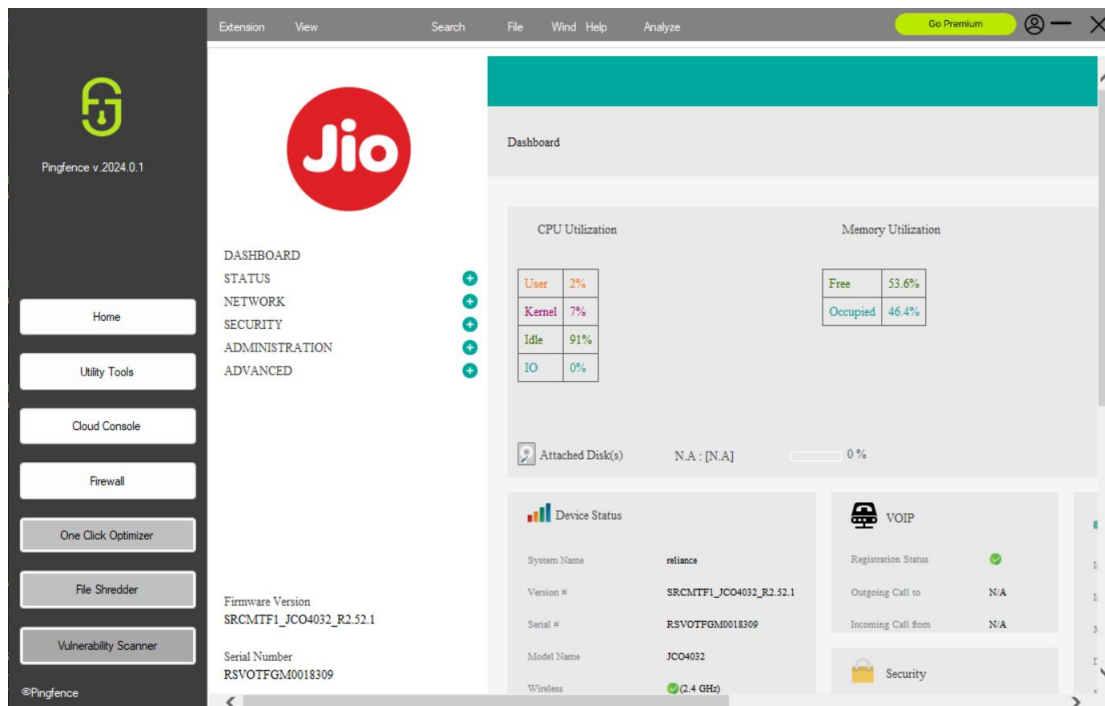 Extension View Search File Wind Help Analyze Go Premium
Pingfence v.2024.0.1
Home
Utility Tools
Cloud Console
Firewall
One Click Optimizer
File Shredder
Vulnerability Scanner
©Pingfence
Jio
DASHBOARD
STATUS
NETWORK
SECURITY
ADMINISTRATION
ADVANCED
Firmware Version
SRCMTF1_JCO4032_R2.52.1
Serial Number
RSVOTFGM0018309
Dashboard
CPU Utilization
User 2%
Kernel 7%
Idle 91%
IO 0%
Memory Utilization
Free 53.6%
Occupied 46.4%
Attached Disk(s) N.A : [N.A] 0 %
Device Status
System Name reliance
Version # SRCMTF1_JCO4032_R2.52.1
Serial # RSVOTFGM0018309
Model Name JCO4032
Wireless (2.4 GHz)
VOIP
Registration Status
Outgoing Call to N/A
Incoming Call from N/A
Security